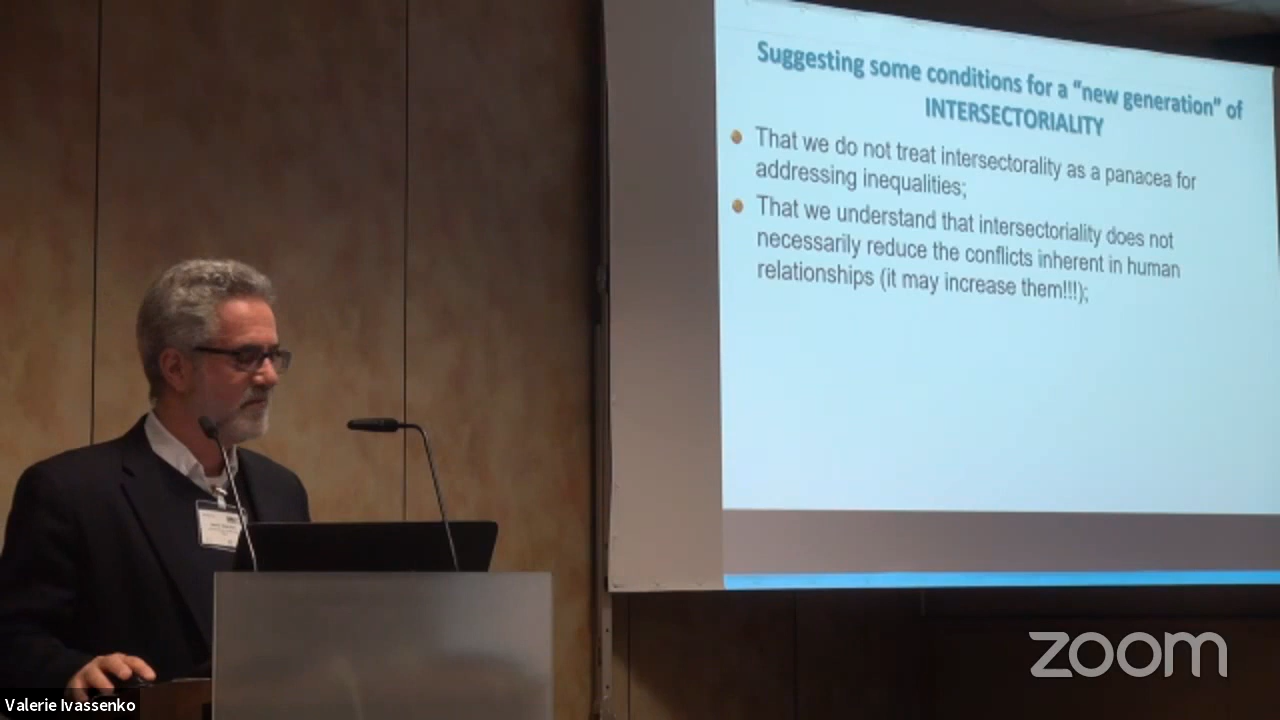 Suggesting some conditions for a “new generation” of
INTERSECTORIALITY
That we do not treat intersectorality as a panacea for
addressing inequalities;
That we understand that intersectoriality does not
necessarily reduce the conflicts inherent in human
relationships (it may increase them!!!);
zoom
Valerie Ivassenko